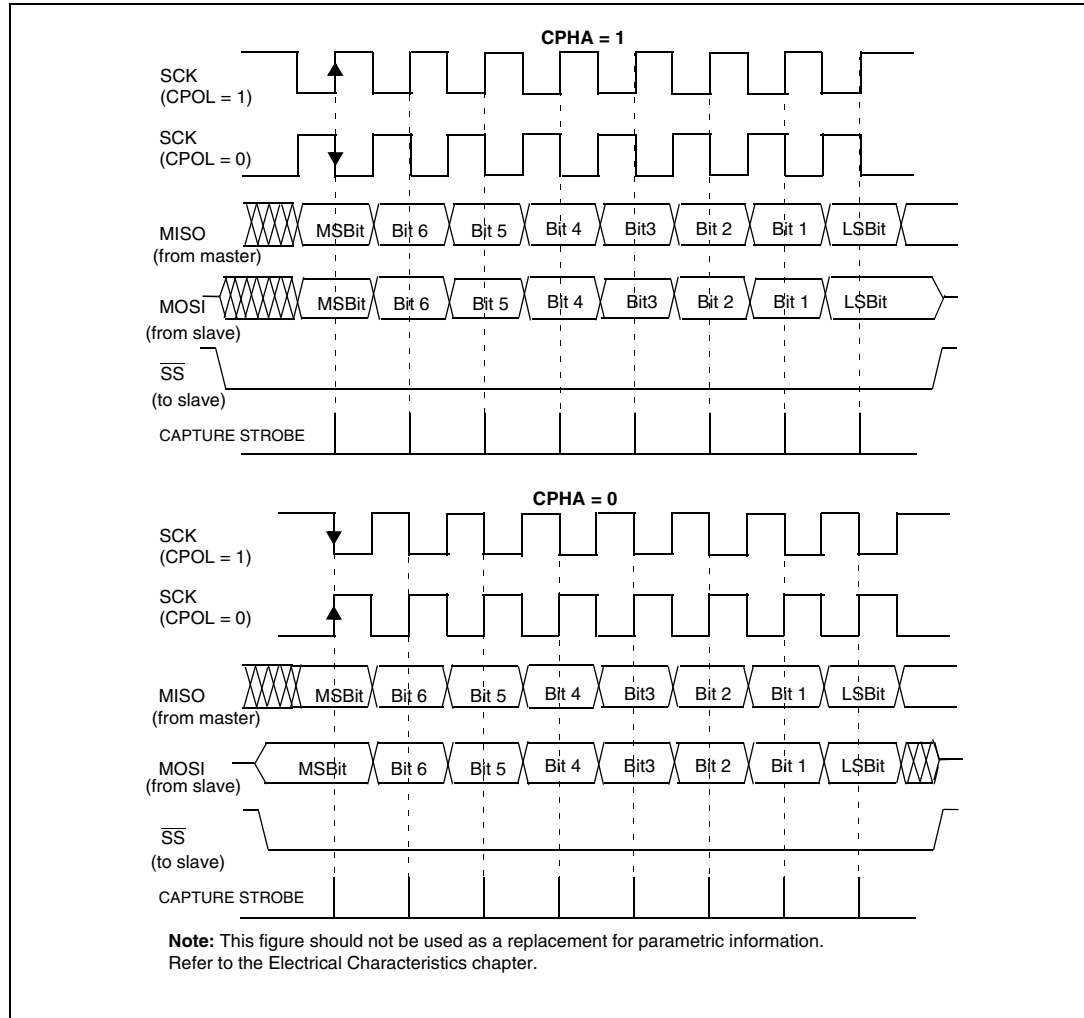 CPHA = 1
SCK
(CPOL = 1)
SCK
(CPOL = 0)
MISO MSBit Bit 6 Bit 5 Bit 4 Bit3 Bit 2 Bit 1 LSBit
(from master)
MOSI MSBit Bit 6 Bit 5 Bit 4 Bit3 Bit 2 Bit 1 LSBit
(from slave)
SS
(to slave)
CAPTURE STROBE
CPHA = 0
SCK
(CPOL = 1)
SCK
(CPOL = 0)
MISO MSBit Bit 6 Bit 5 Bit 4 Bit3 Bit 2 Bit 1 LSBit
(from master)
MOSI MSBit Bit 6 Bit 5 Bit 4 Bit3 Bit 2 Bit 1 LSBit
(from slave)
SS
(to slave)
CAPTURE STROBE
Note: This figure should not be used as a replacement for parametric information.
Refer to the Electrical Characteristics chapter.